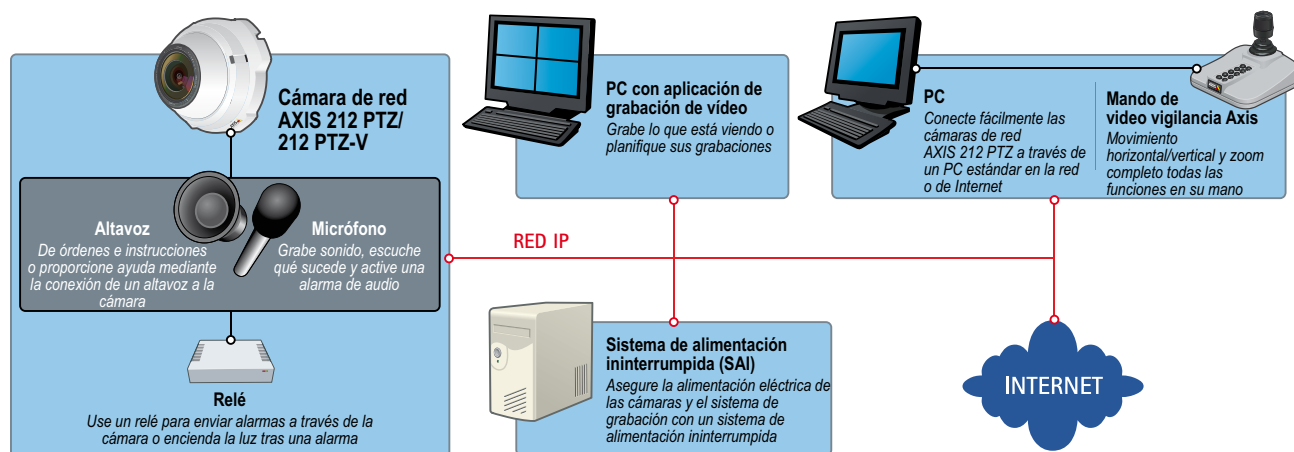 Cámara de red
AXIS 212 PTZ/
212 PTZ-V
Altavoz
De órdenes e instrucciones
o proporcione ayuda mediante
la conexión de un altavoz a la
cámara
Micrófono
Grabe sonido, escuche
qué sucede y active una
alarma de audio
Relé
Use un relé para enviar alarmas a través de la
cámara o encienda la luz tras una alarma
PC con aplicación de
grabación de vídeo
Grabe lo que está viendo o
planifique sus grabaciones
PC
Conecte fácilmente las
cámaras de red
AXIS 212 PTZ a través de
un PC estándar en la red
o de Internet
Mando de
video vigilancia Axis
Movimiento
horizontal/vertical y zoom
completo todas las
funciones en su mano
RED IP
Sistema de alimentación
ininterrumpida (SAI)
Asegure la alimentación eléctrica de
las cámaras y el sistema de
grabación con un sistema de
alimentación ininterrumpida
INTERNET